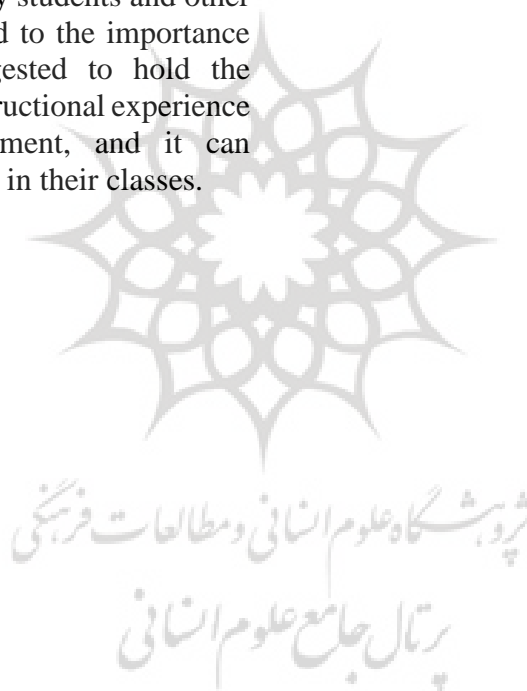 y students and other
d to the importance
gested to hold the
ructional experience
ment, and it can
in their classes.
پژوهشگاه علوم انسانی و مطالعات فرهنگی
پرتال جامع علوم انسانی